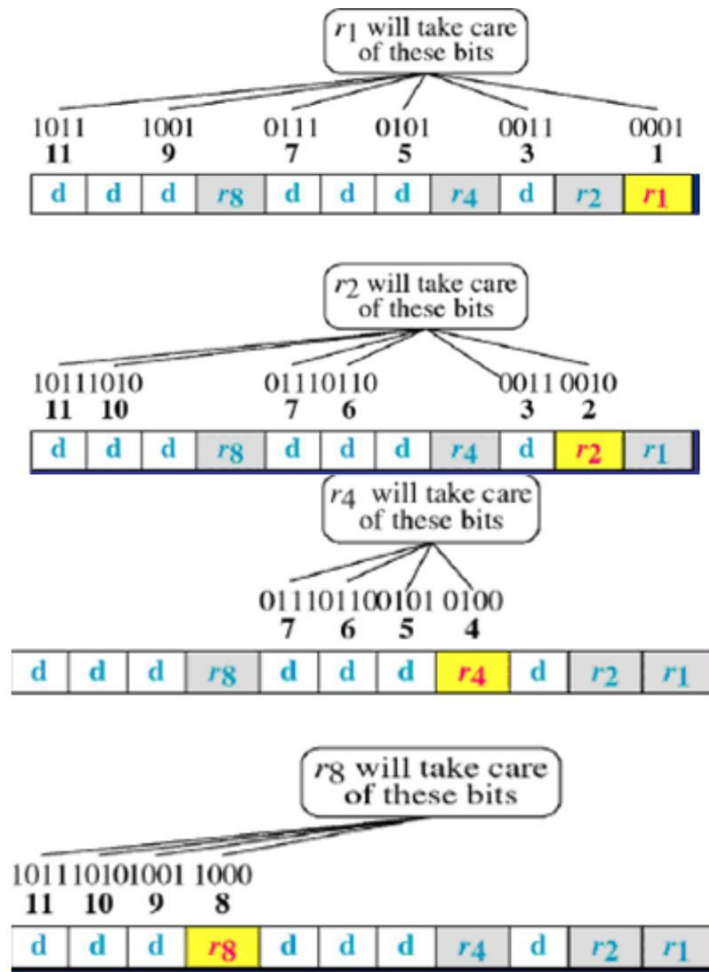 r1 will take care
of these bits
1011 1001 0111 0101 0011 0001
11 9 7 5 3 1
d d d r8 d d d r4 d r2 r1
r2 will take care
of these bits
10111010 01110110 0011 0010
11 10 7 6 3 2
d d d r8 d d d r4 d r2 r1
r4 will take care
of these bits
011101100101 0100
7 6 5 4
d d d r8 d d d r4 d r2 r1
r8 will take care
of these bits
101110101001 1000
11 10 9 8
d d d r8 d d d r4 d r2 r1